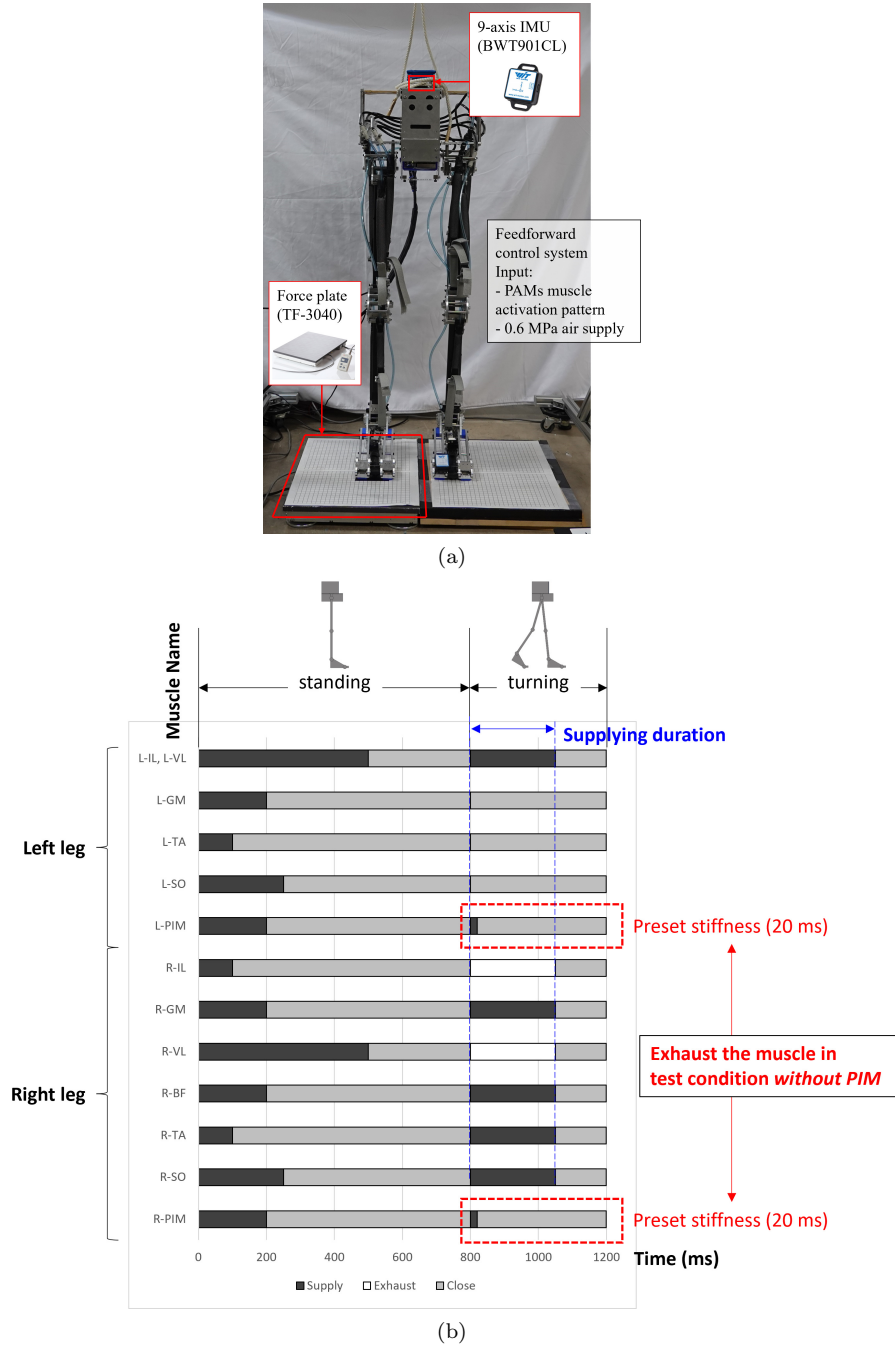 9-axis IMU
(BWT901CL)
Feedforward
control system
Input:
- PAMs muscle
activation pattern
- 0.6 MPa air supply
Force plate
(TF-3040)
(a)
Muscle Name
standing
turning
Supplying duration
Left leg
L-IL, L-VL
L-GM
L-TA
L-SO
L-PIM
Preset stiffness (20 ms)
Right leg
R-IL
R-GM
R-VL
R-BF
R-TA
R-SO
R-PIM
Exhaust the muscle in
test condition without PIM
Preset stiffness (20 ms)
0 200 400 600 800 1000 1200
Time (ms)
Supply Exhaust Close
(b)